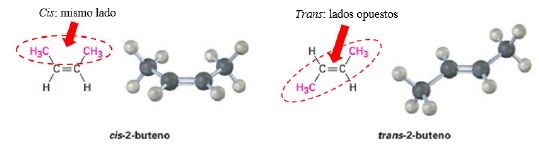 Cis: mismo lado
H₃C CH₃
C=C
H H
cis-2-buteno
Trans: lados opuestos
H CH₃
C=C
H₃C H
trans-2-buteno